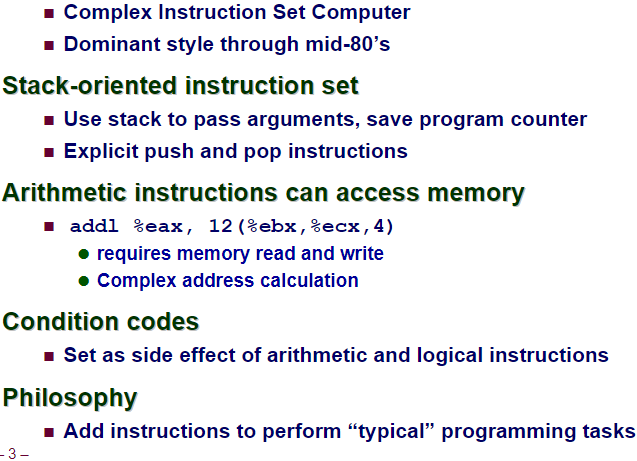 Complex Instruction Set Computer
Dominant style through mid-80’s
Stack-oriented instruction set
Use stack to pass arguments, save program counter
Explicit push and pop instructions
Arithmetic instructions can access memory
addl %eax, 12(%ebx,%ecx,4)
requires memory read and write
Complex address calculation
Condition codes
Set as side effect of arithmetic and logical instructions
Philosophy
Add instructions to perform “typical” programming tasks
– 3 –